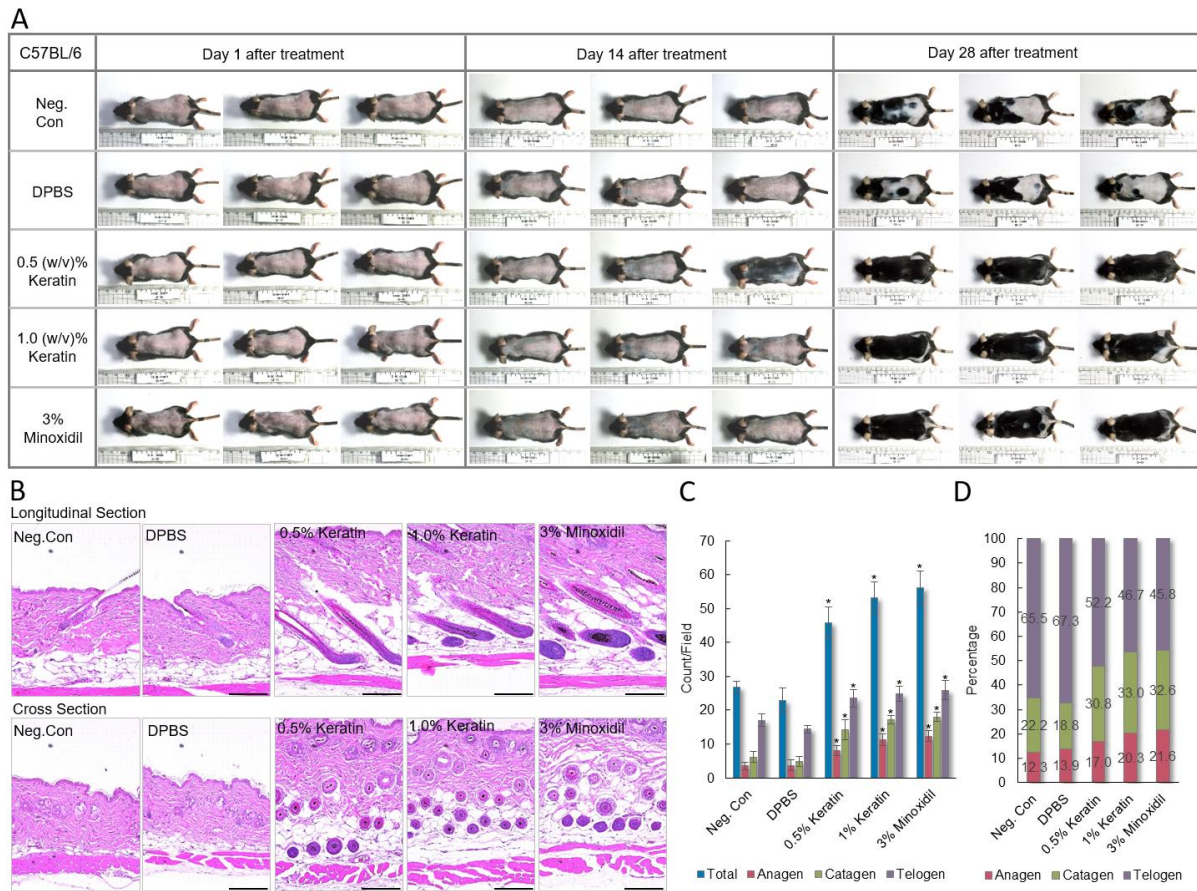 A
C57BL/6 Day 1 after treatment Day 14 after treatment Day 28 after treatment
Neg.
Con
DPBS
0.5 (w/v)%
Keratin
1.0 (w/v)%
Keratin
3%
Minoxidil
B
Longitudinal Section
Neg.Con DPBS 0.5% Keratin 1.0% Keratin 3% Minoxidil
Cross Section
Neg.Con DPBS 0.5% Keratin 1.0% Keratin 3% Minoxidil
C
Count/Field
70
60
50
40
30
20
10
0
* * * * * * * * * * * *
Neg. Con DPBS 0.5% Keratin 1% Keratin 3% Minoxidil
Total Anagen Catagen Telogen
D
Percentage
100
90
80
70
60
50
40
30
20
10
0
65.5 67.3 52.2 46.7 45.8
22.2 18.8 30.8 33.0 32.6
12.3 13.9 17.0 20.3 21.6
Neg. Con DPBS 0.5% Keratin 1% Keratin 3% Minoxidil
Anagen Catagen Telogen